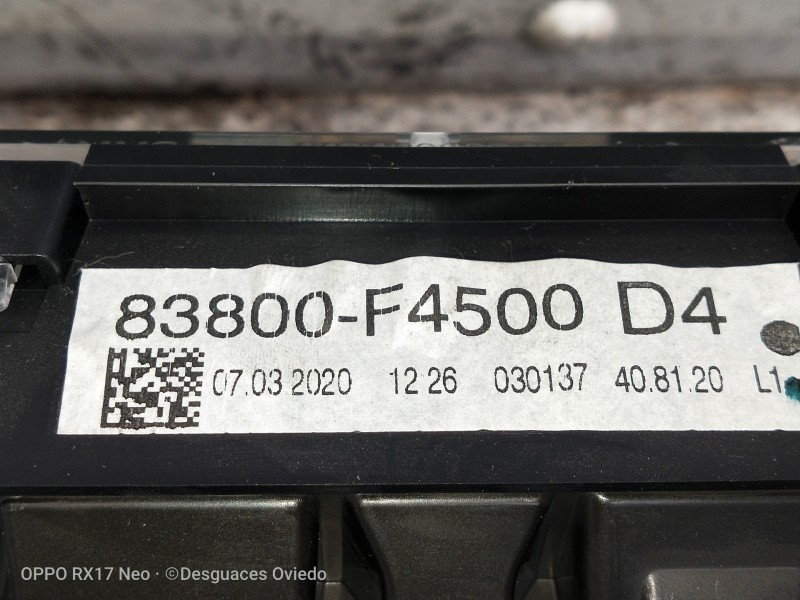 83800-F4500 D4
07.03.2020 12 26 030137 40.81.20 L1
OPPO RX17 Neo · ©Desguaces Oviedo